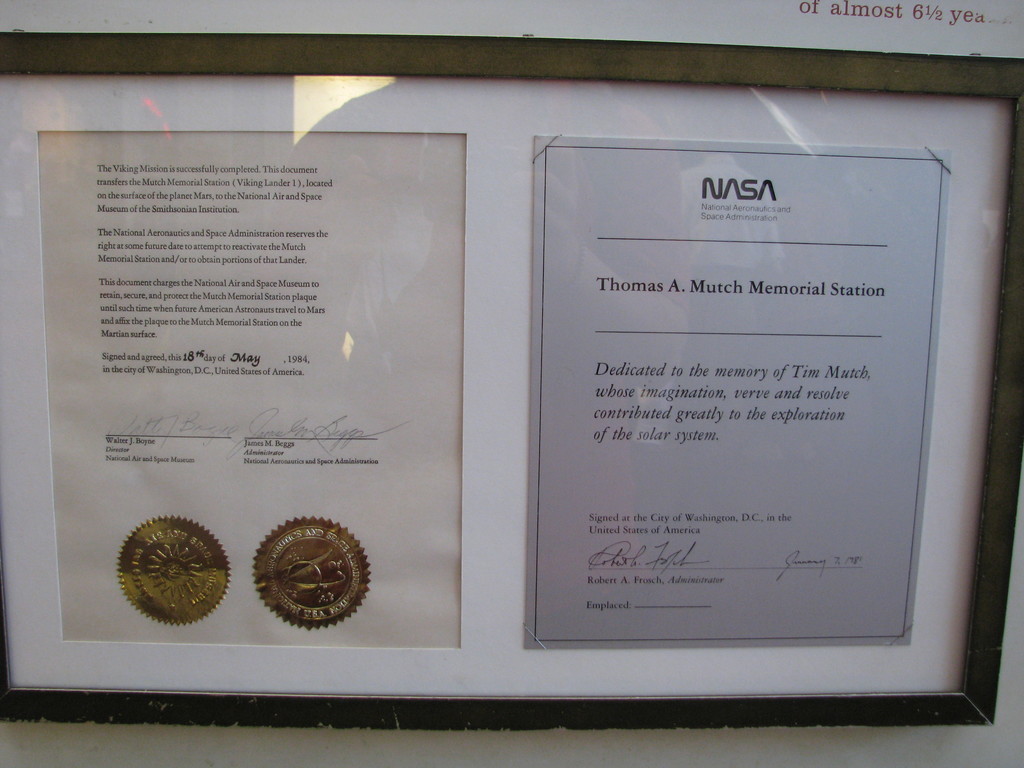 of almost 6½
The Viking Mission is successfully completed. This document
transfers the Mutch Memorial Station ( Viking Lander 1 ), located
on the surface of the planet Mars, to the National Air and Space
Museum of the Smithsonian Institution.
The National Aeronautics and Space Administration reserves the
right at some future date to attempt to reactivate the Mutch
Memorial Station and/or to obtain portions of that Lander.
This document charges the National Air and Space Museum to
retain, secure, and protect the Mutch Memorial Station plaque
until such time when future American Astronauts travel to Mars
and affix the plaque to the Mutch Memorial Station on the
Martian surface.
Signed and agreed, this 18th day of May , 1984,
in the city of Washington, D.C., United States of America.
Walter J. Boyne
Director
National Air and Space Museum
James M. Beggs
Administrator
National Aeronautics and Space Administration
NASA
National Aeronautics and
Space Administration
Thomas A. Mutch Memorial Station
Dedicated to the memory of Tim Mutch,
whose imagination, verve and resolve
contributed greatly to the exploration
of the solar system.
Signed at the City of Washington, D.C., in the
United States of America
January 7, 1981
Robert A. Frosch, Administrator
Emplaced: